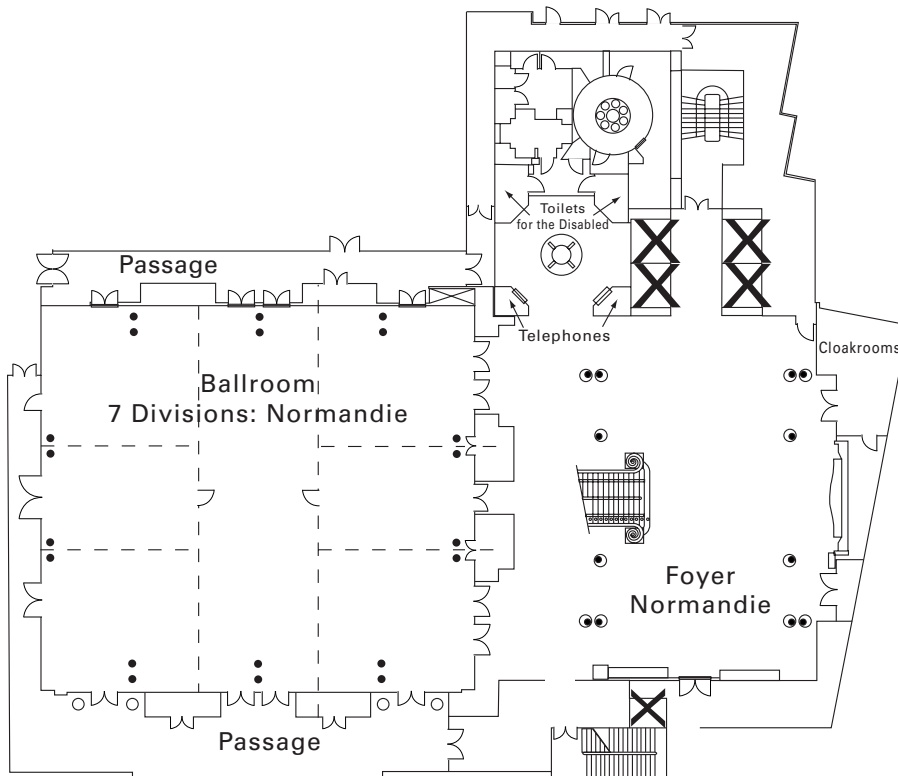 Toilets
for the Disabled
Passage
Telephones
Cloakrooms
Ballroom
7 Divisions: Normandie
Foyer
Normandie
Passage